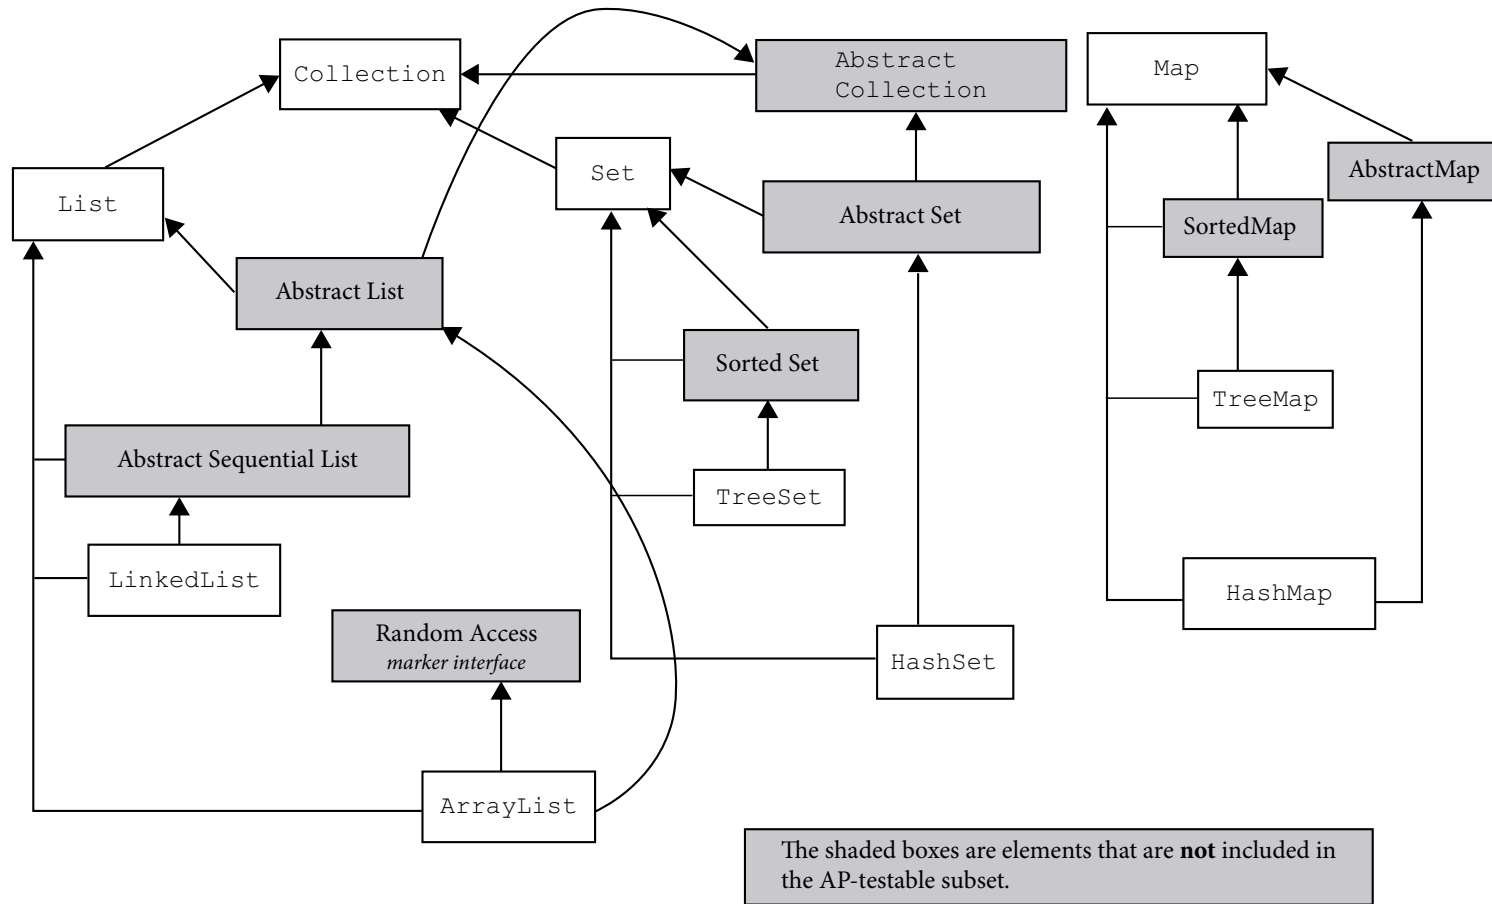 Collection
Abstract
Collection
Map
List
Set
AbstractMap
Abstract Set
SortedMap
Abstract List
Sorted Set
TreeMap
Abstract Sequential List
TreeSet
LinkedList
HashMap
Random Access
marker interface
HashSet
ArrayList
The shaded boxes are elements that are not included in
the AP-testable subset.